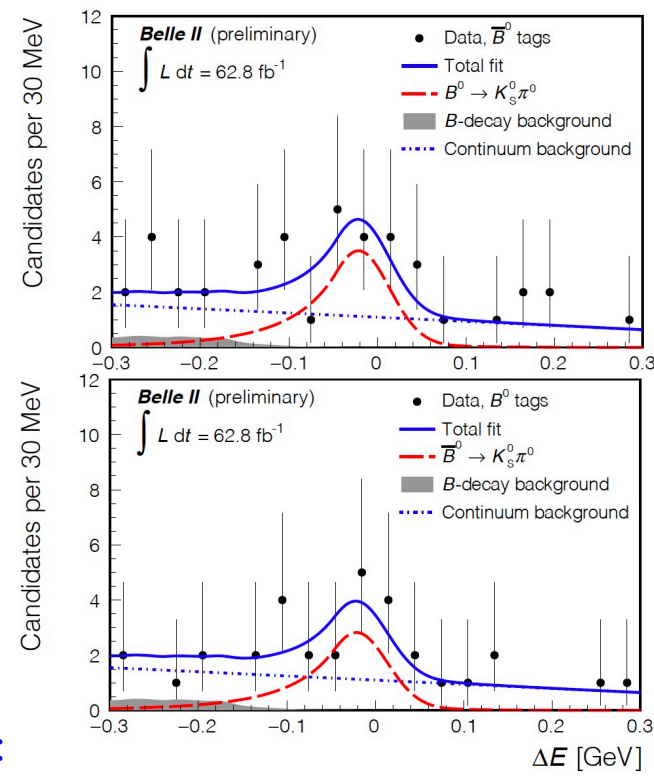 Candidates per 30 MeV
12
10
8
6
4
2
0
Belle II (preliminary)
∫ L dt = 62.8 fb⁻¹
Data, B̅⁰ tags
Total fit
B⁰ → K⁰_S π⁰
B-decay background
Continuum background
−0.3 −0.2 −0.1 0 0.1 0.2 0.3
Candidates per 30 MeV
12
10
8
6
4
2
0
Belle II (preliminary)
∫ L dt = 62.8 fb⁻¹
Data, B⁰ tags
Total fit
B̅⁰ → K⁰_S π⁰
B-decay background
Continuum background
−0.3 −0.2 −0.1 0 0.1 0.2 0.3
ΔE [GeV]